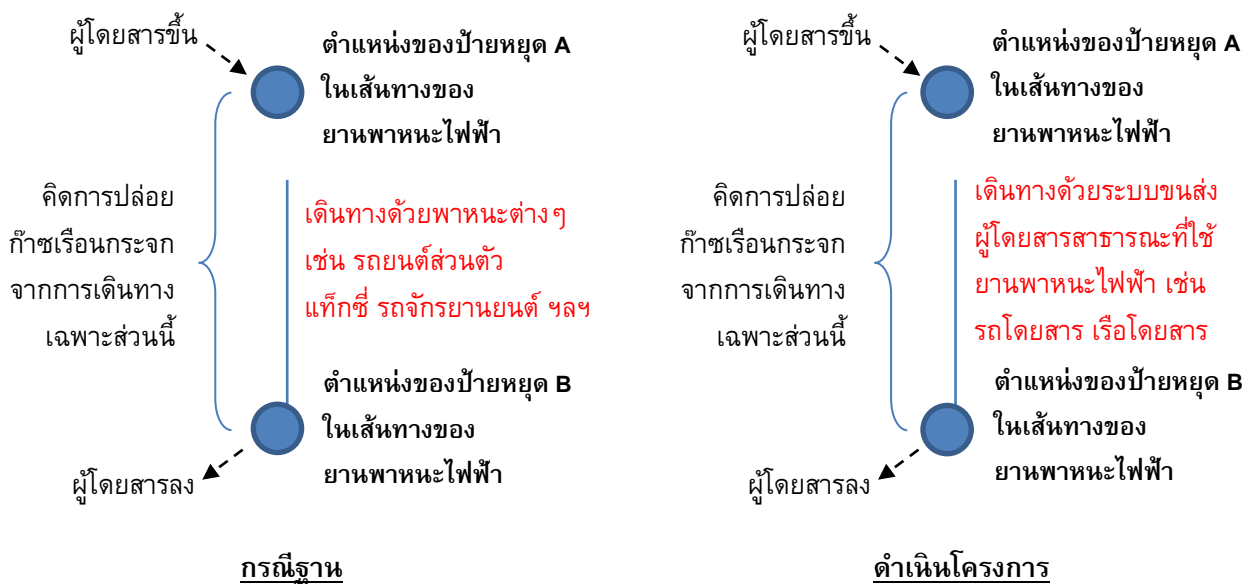 ผู้โดยสารขึ้น
ตำแหน่งของป้ายหยุด A
ในเส้นทางของ
ยานพาหนะไฟฟ้า
คิดการปล่อย
ก๊าซเรือนกระจก
จากการเดินทาง
เฉพาะส่วนนี้
เดินทางด้วยพาหนะต่างๆ
เช่น รถยนต์ส่วนตัว
แท็กซี่ รถจักรยานยนต์ ฯลฯ
ตำแหน่งของป้ายหยุด B
ในเส้นทางของ
ยานพาหนะไฟฟ้า
ผู้โดยสารลง
กรณีฐาน
ผู้โดยสารขึ้น
ตำแหน่งของป้ายหยุด A
ในเส้นทางของ
ยานพาหนะไฟฟ้า
คิดการปล่อย
ก๊าซเรือนกระจก
จากการเดินทาง
เฉพาะส่วนนี้
เดินทางด้วยระบบขนส่ง
ผู้โดยสารสาธารณะที่ใช้
ยานพาหนะไฟฟ้า เช่น
รถโดยสาร เรือโดยสาร
ตำแหน่งของป้ายหยุด B
ในเส้นทางของ
ยานพาหนะไฟฟ้า
ผู้โดยสารลง
ดำเนินโครงการ